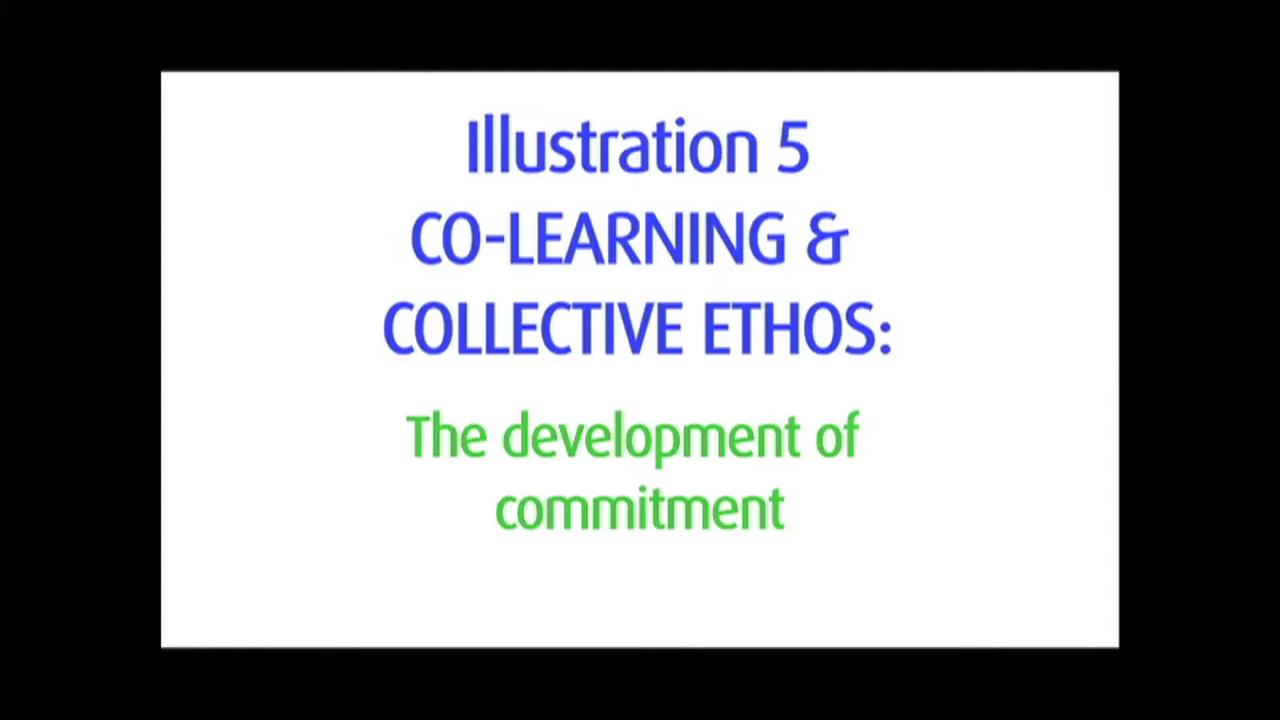 Illustration 5
CO-LEARNING &
COLLECTIVE ETHOS:
The development of
commitment